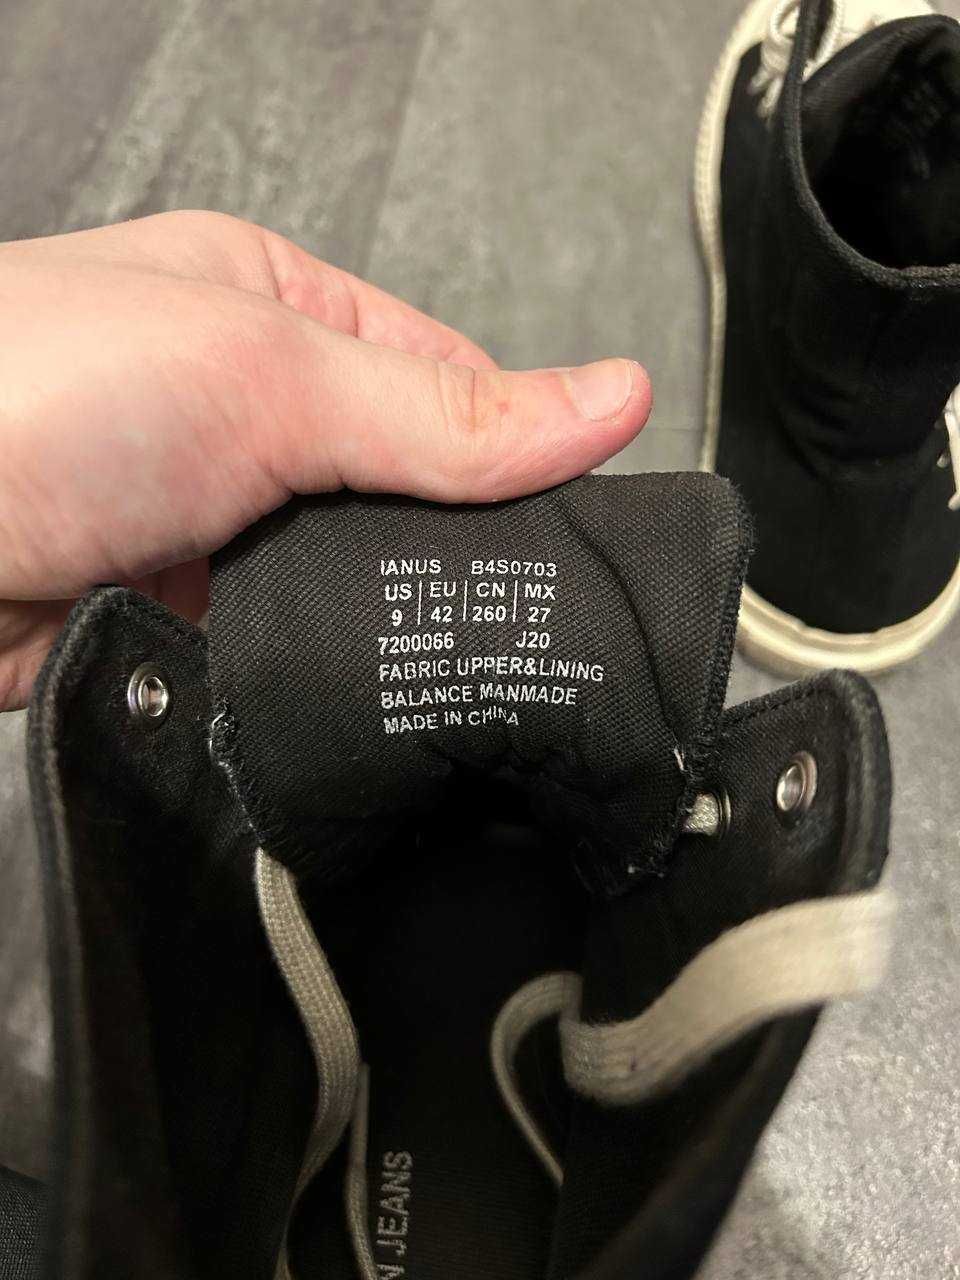 IANUS B4S0703
US | EU | CN | MX
9 | 42 | 260 | 27
7200066 J20
FABRIC UPPER&LINING
BALANCE MANMADE
MADE IN CHINA
N JEANS